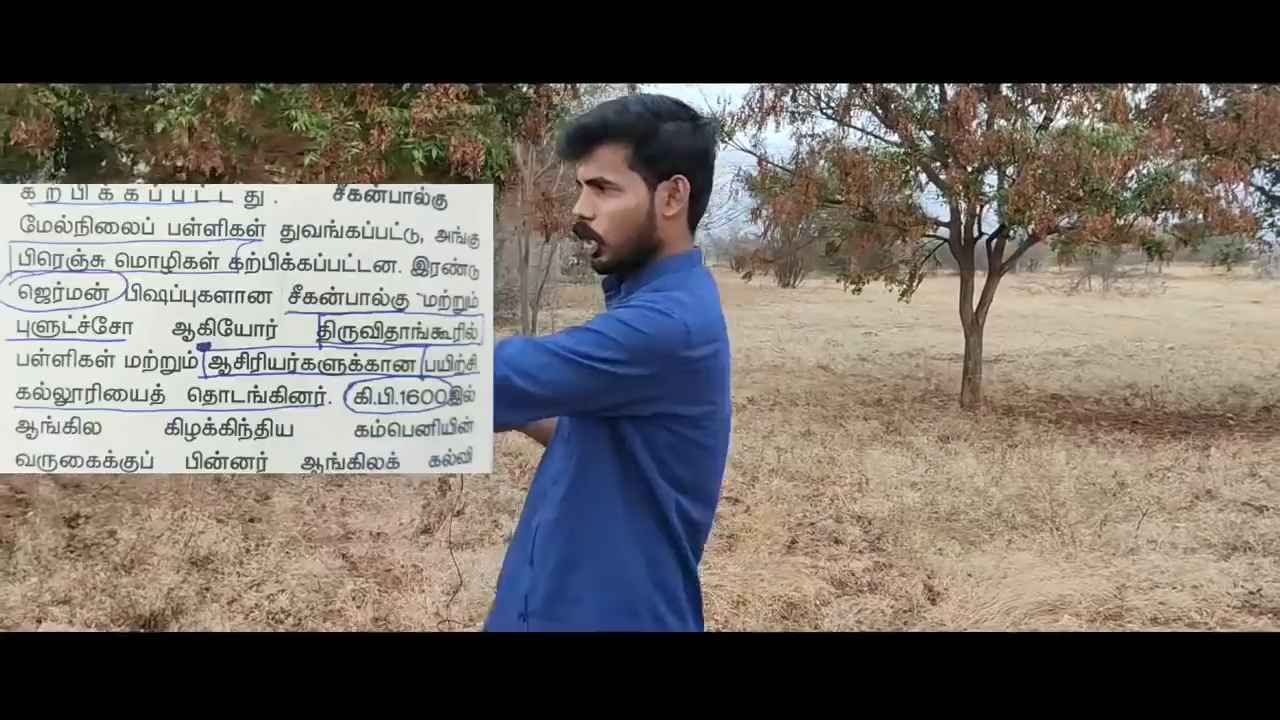 கற்பிக்கப்பட்டது. சீகன்பால்கு
மேல்நிலைப் பள்ளிகள் துவங்கப்பட்டு, அங்கு
பிரெஞ்சு மொழிகள் கற்பிக்கப்பட்டன. இரண்டு
ஜெர்மன் பிஷப்புகளான சீகன்பால்கு மற்றும்
புளுட்ச்சோ ஆகியோர் திருவிதாங்கூரில்
பள்ளிகள் மற்றும் ஆசிரியர்களுக்கான பயிற்சி
கல்லூரியைத் தொடங்கினர். கி.பி.1600இல்
ஆங்கில கிழக்கிந்திய கம்பெனியின்
வருகைக்குப் பின்னர் ஆங்கிலக் கல்வி